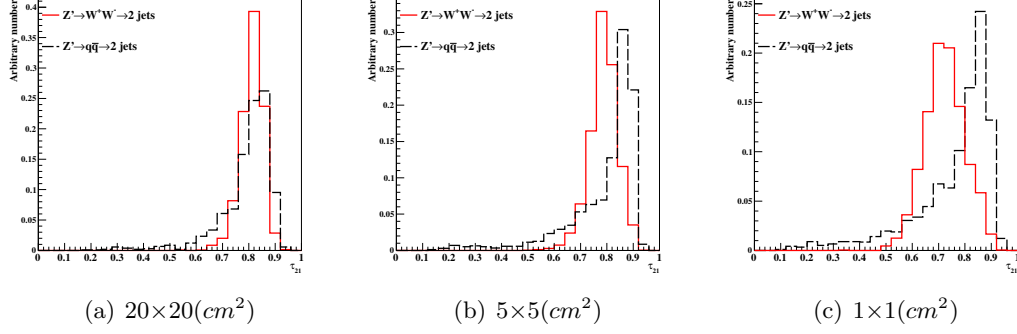 Arbitrary number
Z'→W⁺W⁻→2 jets
Z'→qq̅→2 jets
0.4
0.35
0.3
0.25
0.2
0.15
0.1
0.05
0
0 0.1 0.2 0.3 0.4 0.5 0.6 0.7 0.8 0.9 1
τ₂₁
(a) 20×20(cm²)
Arbitrary number
Z'→W⁺W⁻→2 jets
Z'→qq̅→2 jets
0.3
0.25
0.2
0.15
0.1
0.05
0
0 0.1 0.2 0.3 0.4 0.5 0.6 0.7 0.8 0.9 1
τ₂₁
(b) 5×5(cm²)
Arbitrary number
Z'→W⁺W⁻→2 jets
Z'→qq̅→2 jets
0.25
0.2
0.15
0.1
0.05
0
0 0.1 0.2 0.3 0.4 0.5 0.6 0.7 0.8 0.9 1
τ₂₁
(c) 1×1(cm²)